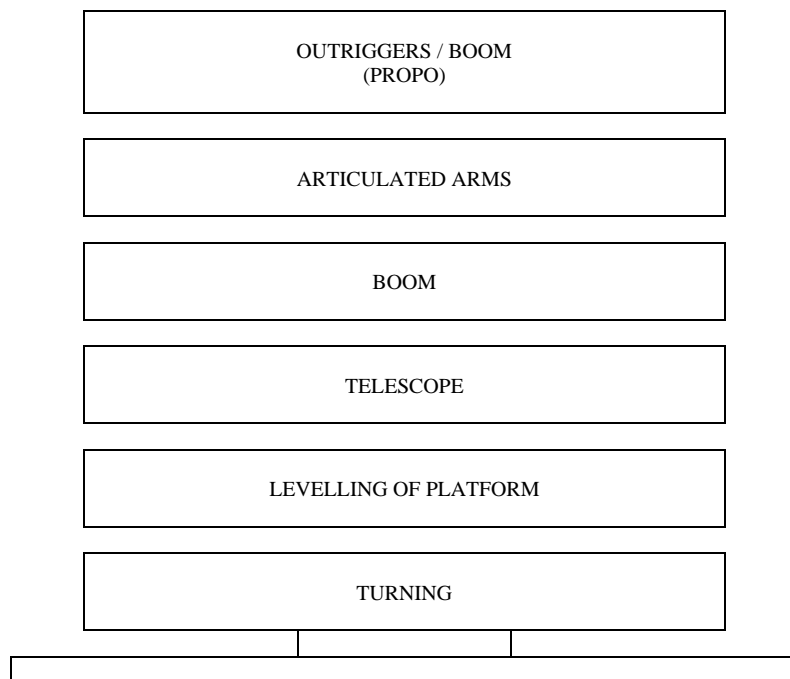 OUTRIGGERS / BOOM
(PROPO)
ARTICULATED ARMS
BOOM
TELESCOPE
LEVELLING OF PLATFORM
TURNING